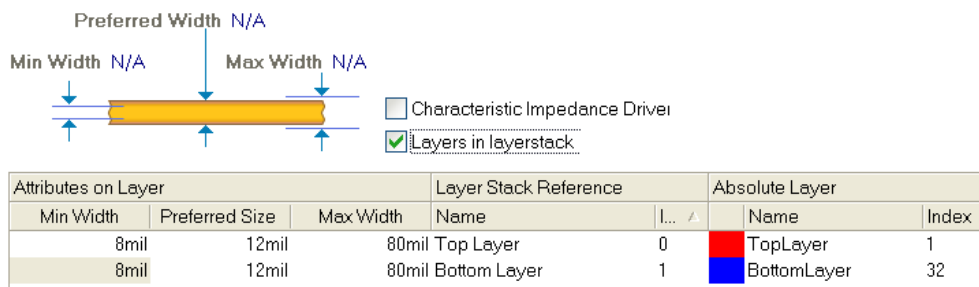 Preferred Width N/A
Min Width N/A Max Width N/A
Characteristic Impedance Driver
Layers in layerstack
Attributes on Layer Layer Stack Reference Absolute Layer
Min Width Preferred Size Max Width Name I... Name Index
8mil 12mil 80mil Top Layer 0 TopLayer 1
8mil 12mil 80mil Bottom Layer 1 BottomLayer 32